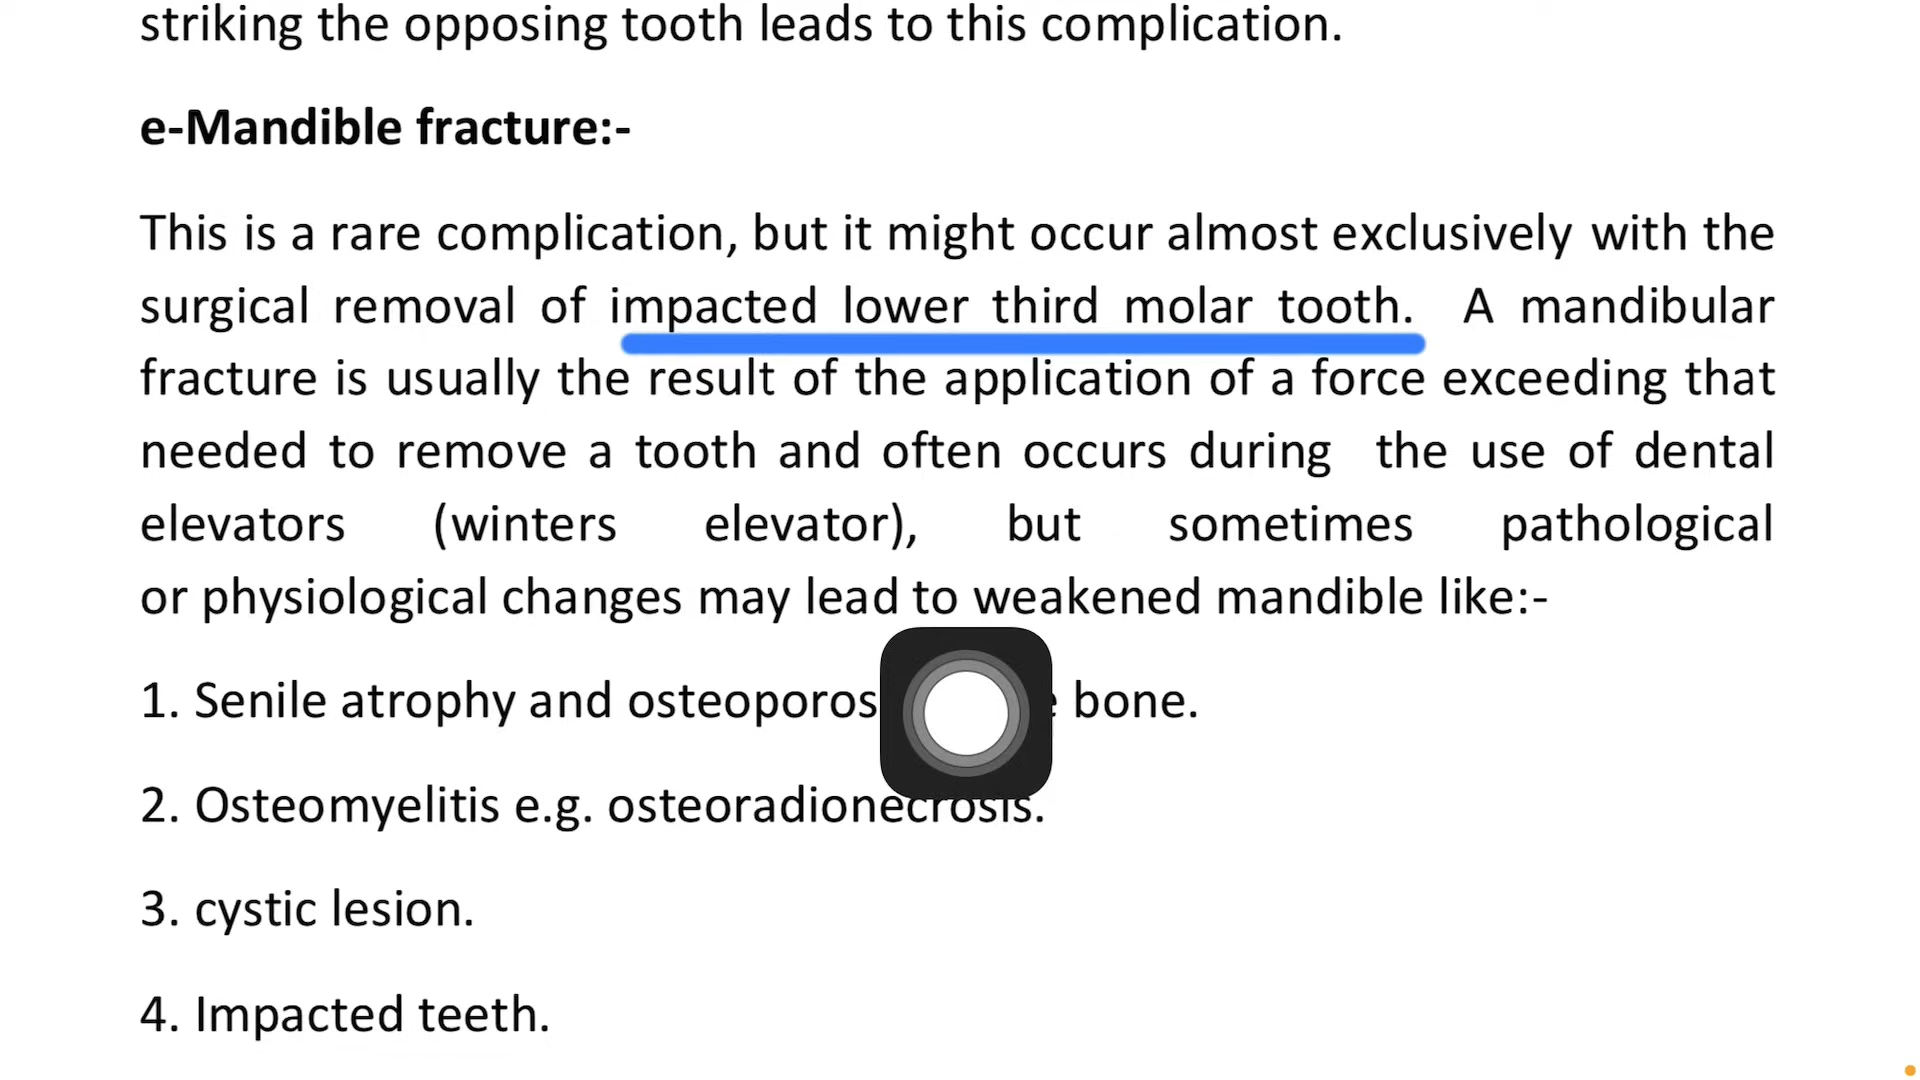 striking the opposing tooth leads to this complication.
e-Mandible fracture:-
This is a rare complication, but it might occur almost exclusively with the
surgical removal of impacted lower third molar tooth. A mandibular
fracture is usually the result of the application of a force exceeding that
needed to remove a tooth and often occurs during the use of dental
elevators (winters elevator), but sometimes pathological
or physiological changes may lead to weakened mandible like:-
1. Senile atrophy and bone.
2. Osteomyelitis e.g. osteoradionecrosis.
3. cystic lesion.
4. Impacted teeth.